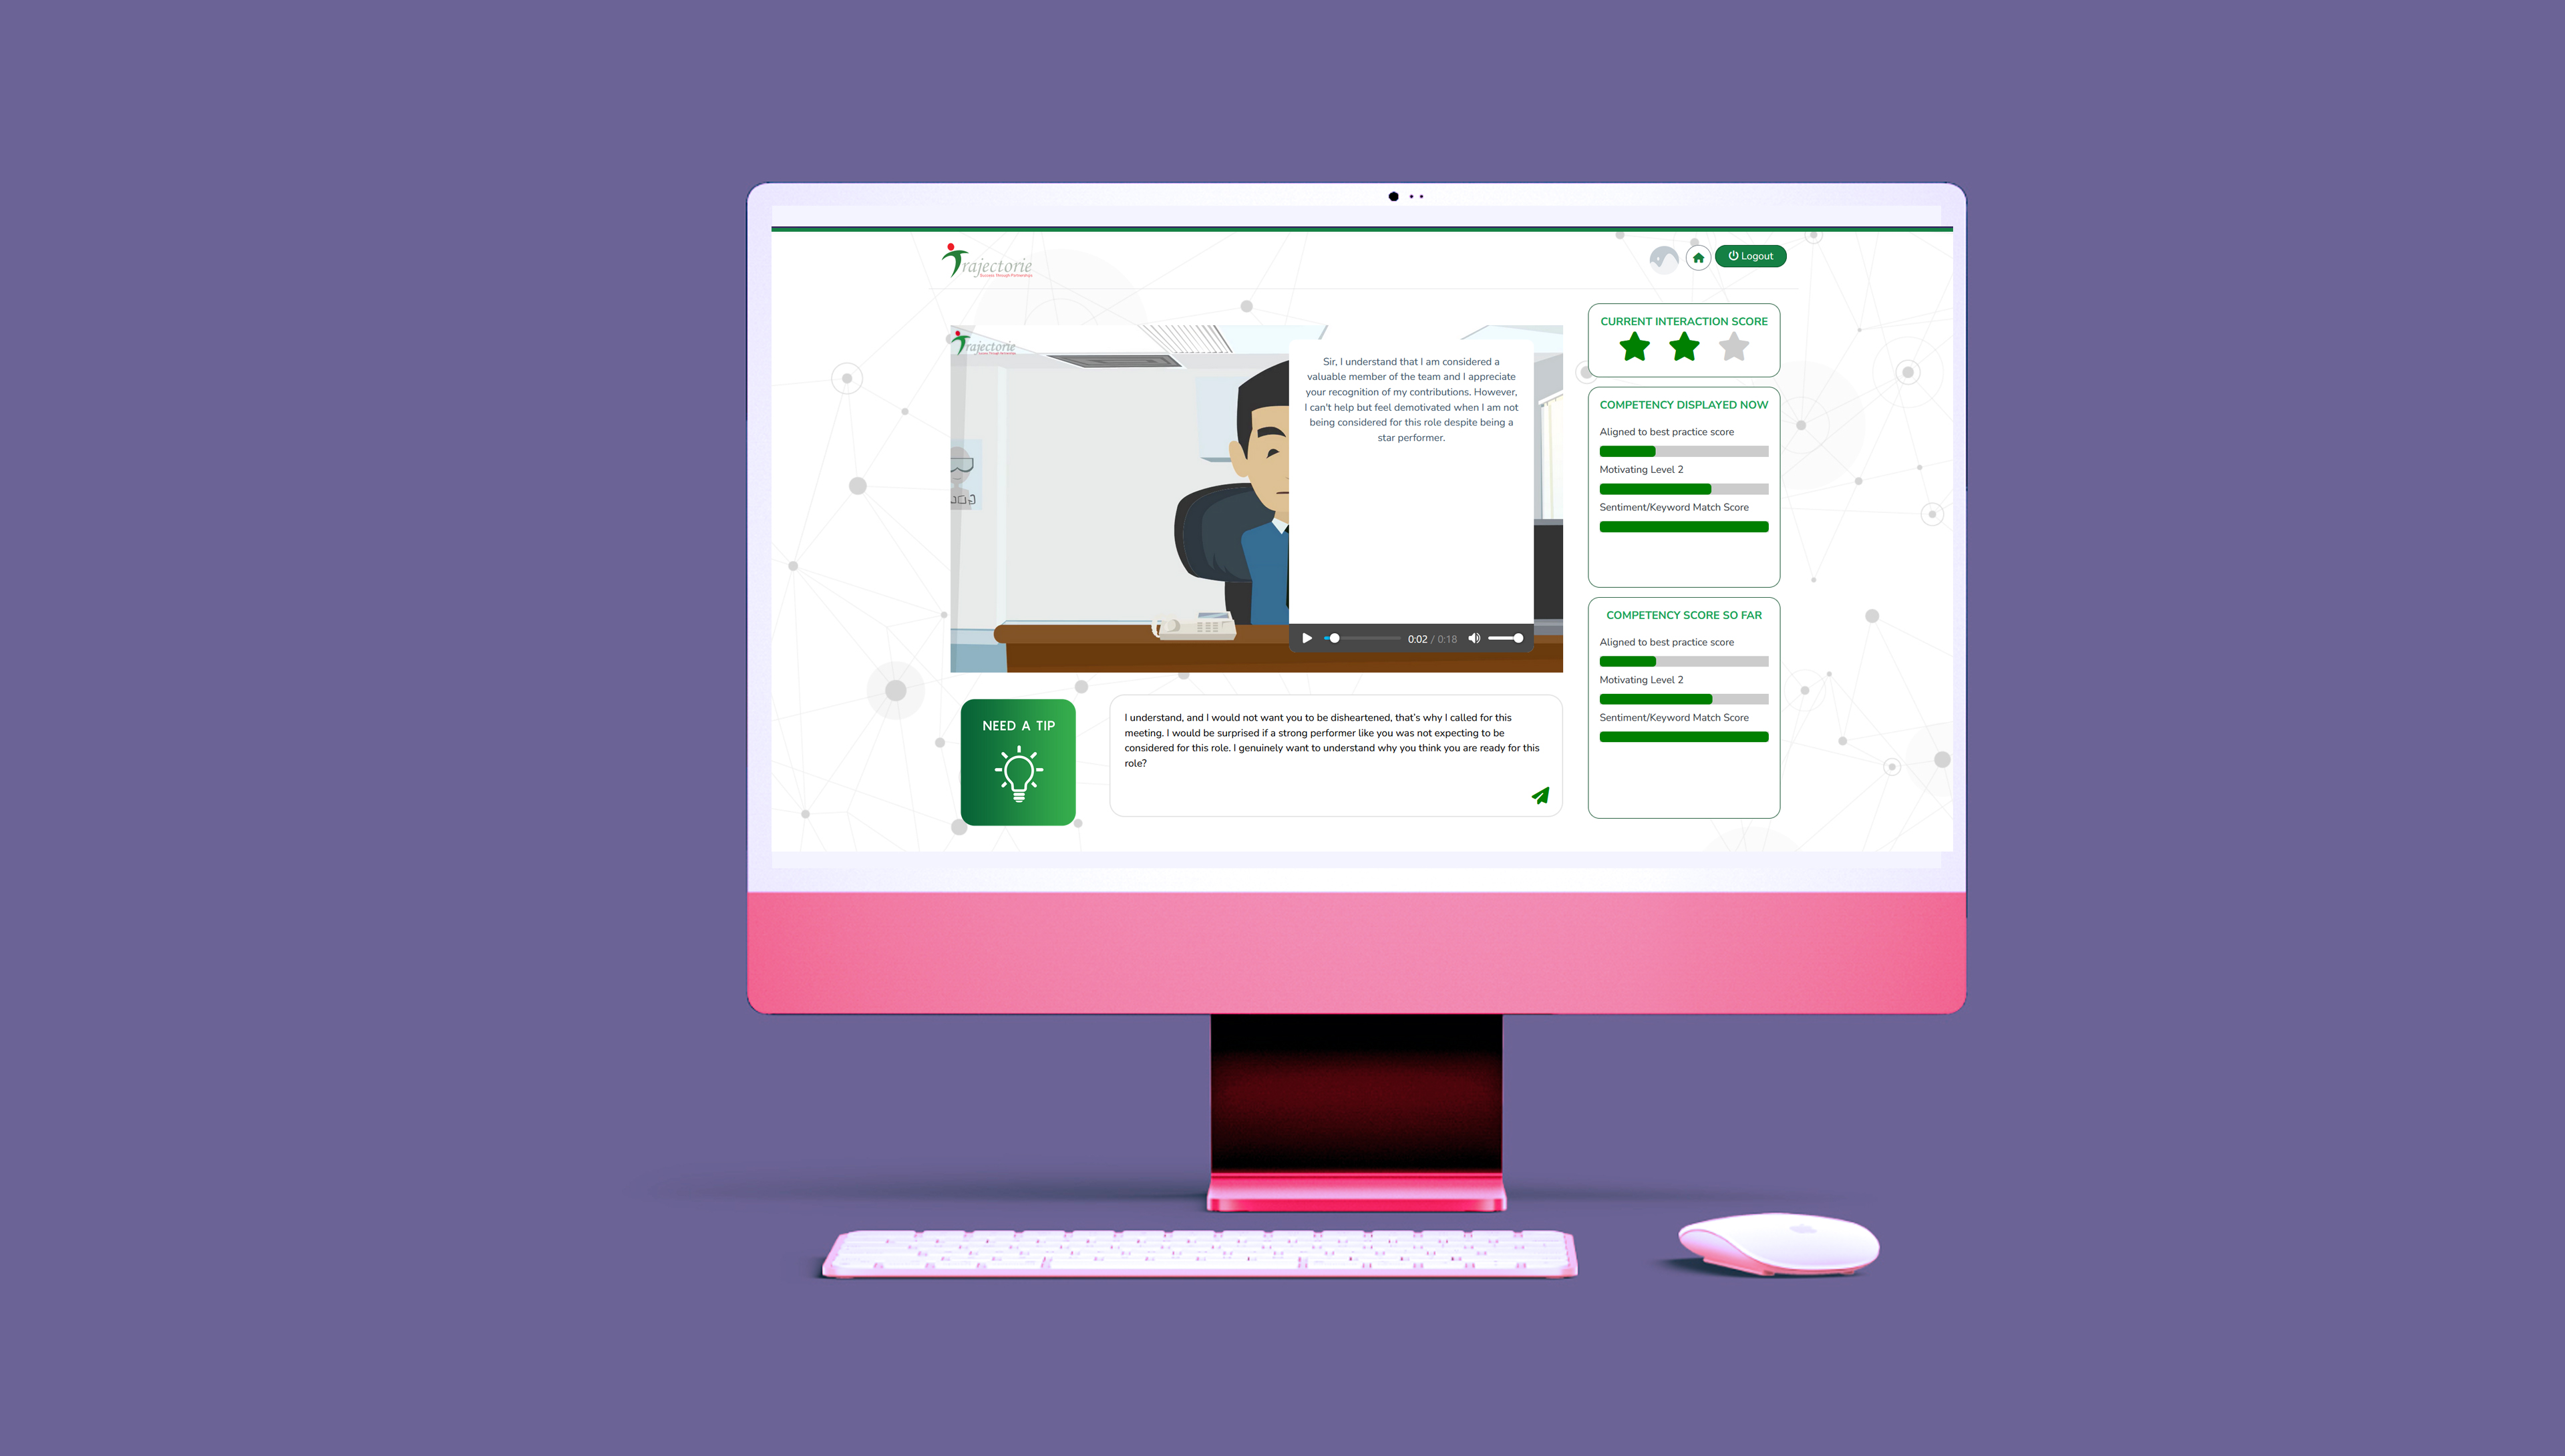 rajectorie
Success Through Partnerships
Logout
rajectorie
Sir, I understand that I am considered a
valuable member of the team and I appreciate
your recognition of my contributions. However,
I can't help but feel demotivated when I am not
being considered for this role despite being a
star performer.
0:02 / 0:18
CURRENT INTERACTION SCORE
COMPETENCY DISPLAYED NOW
Aligned to best practice score
Motivating Level 2
Sentiment/Keyword Match Score
COMPETENCY SCORE SO FAR
Aligned to best practice score
Motivating Level 2
Sentiment/Keyword Match Score
NEED A TIP
I understand, and I would not want you to be disheartened, that's why I called for this
meeting. I would be surprised if a strong performer like you was not expecting to be
considered for this role. I genuinely want to understand why you think you are ready for this
role?